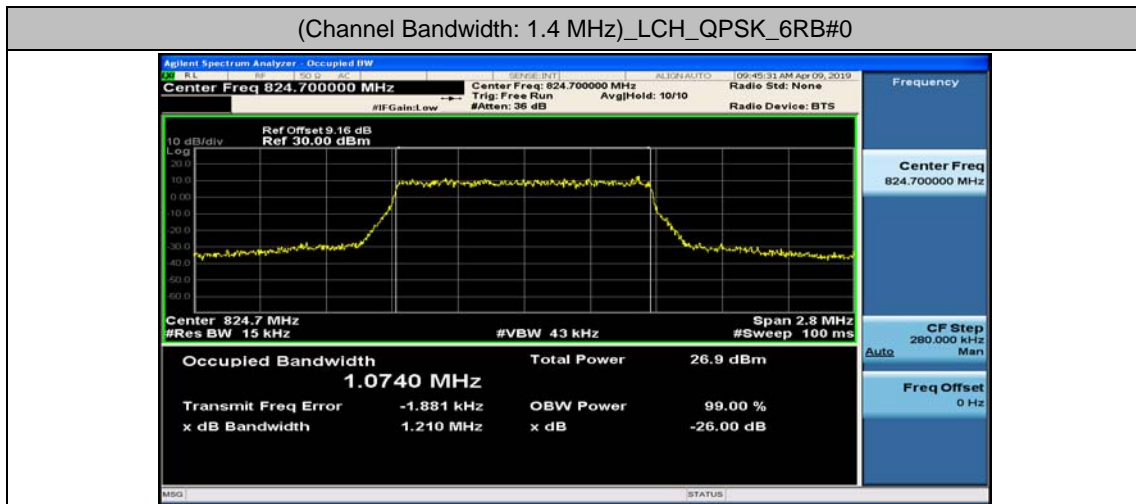 (Channel Bandwidth: 1.4 MHz)_LCH_QPSK_6RB#0
Agilent Spectrum Analyzer - Occupied BW
RL RF 50 Ω AC SENSE:INT ALIGN AUTO 09:45:31 AM Apr 09, 2019
Center Freq 824.700000 MHz
Center Freq: 824.700000 MHz
Radio Std: None
Trig: Free Run Avg|Hold: 10/10
#IFGain:Low #Atten: 36 dB
Radio Device: BTS
Frequency
Ref Offset 9.16 dB
10 dB/div Ref 30.00 dBm
Log
20.0
10.0
0.00
-10.0
-20.0
-30.0
-40.0
-50.0
-60.0
Center Freq
824.700000 MHz
Center 824.7 MHz Span 2.8 MHz
#Res BW 15 kHz #VBW 43 kHz #Sweep 100 ms
CF Step
280.000 kHz
Auto Man
Freq Offset
0 Hz
Occupied Bandwidth Total Power 26.9 dBm
1.0740 MHz
Transmit Freq Error -1.881 kHz OBW Power 99.00 %
x dB Bandwidth 1.210 MHz x dB -26.00 dB
MSG STATUS